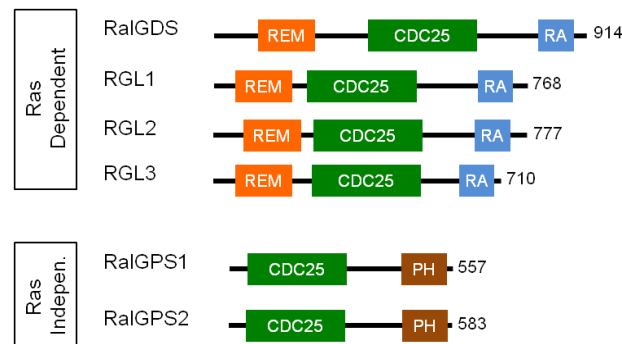 Ras
Dependent
RalGDS
REM
CDC25
RA
914
RGL1
REM
CDC25
RA
768
RGL2
REM
CDC25
RA
777
RGL3
REM
CDC25
RA
710
Ras
Indepen.
RalGPS1
CDC25
PH
557
RalGPS2
CDC25
PH
583